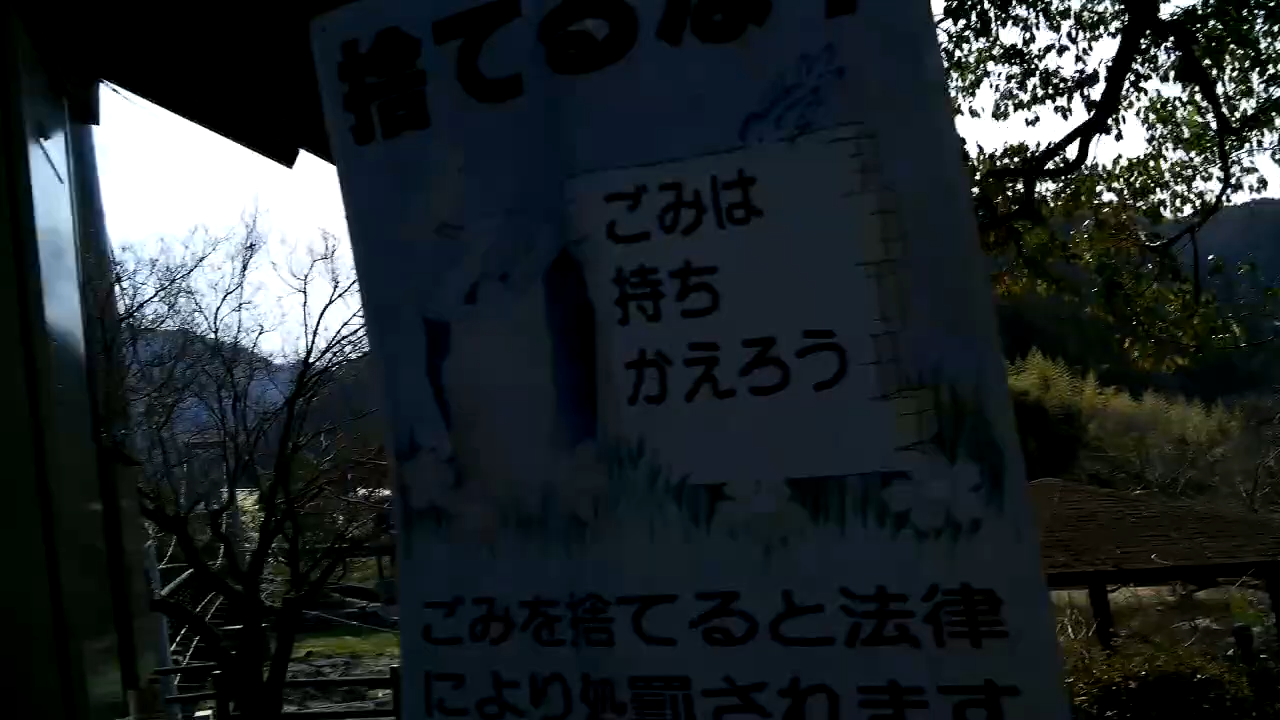 捨てるな！
ごみは
持ち
かえろう
ごみを捨てると法律
により処罰されます